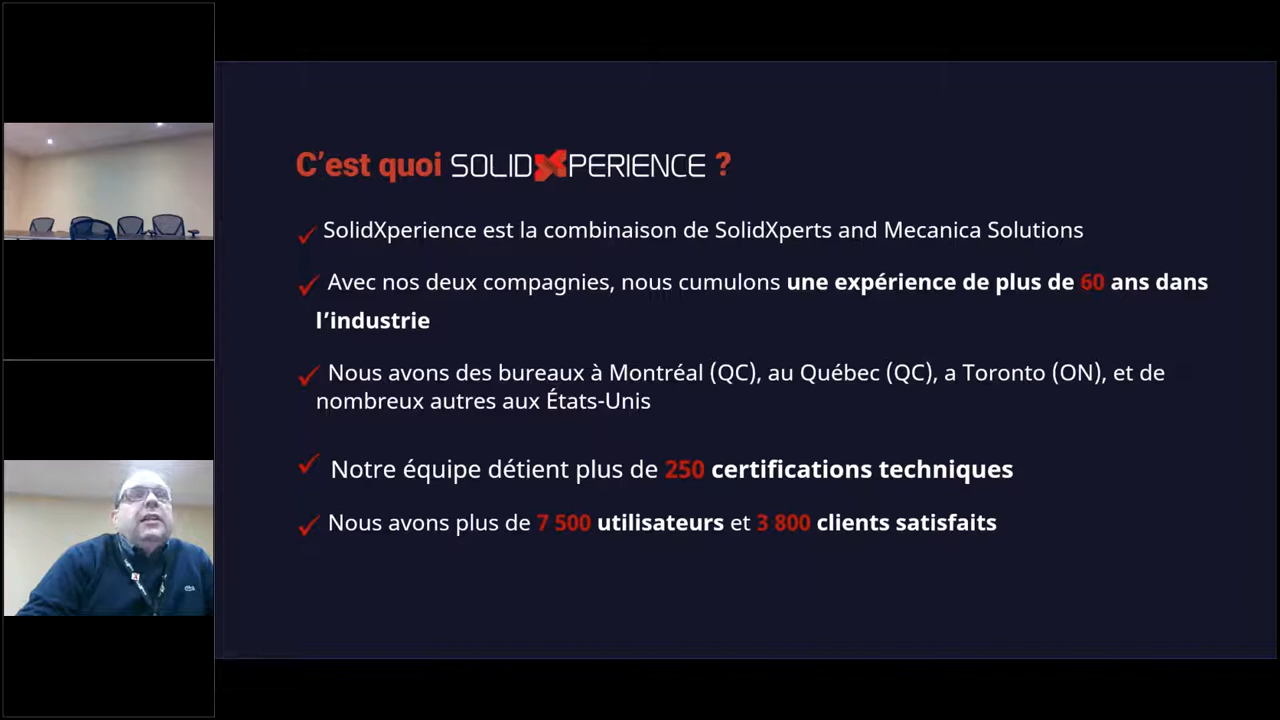 C’est quoi SOLIDXPERIENCE ?
SolidXperience est la combinaison de SolidXperts and Mecanica Solutions
Avec nos deux compagnies, nous cumulons une expérience de plus de 60 ans dans
l’industrie
Nous avons des bureaux à Montréal (QC), au Québec (QC), a Toronto (ON), et de
nombreux autres aux États-Unis
Notre équipe détient plus de 250 certifications techniques
Nous avons plus de 7 500 utilisateurs et 3 800 clients satisfaits